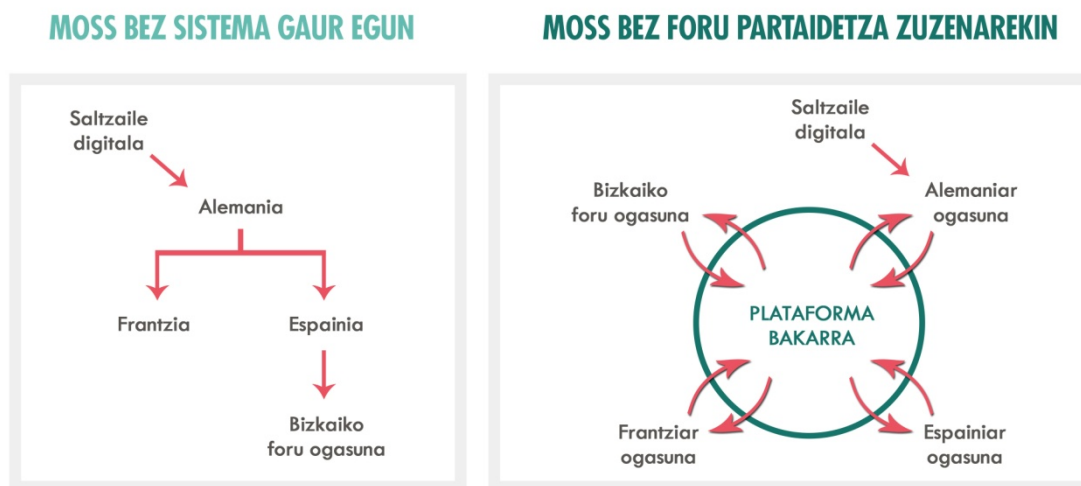 MOSS BEZ SISTEMA GAUR EGUN
Saltzaile
digitala
Alemania
Frantzia
Espainia
Bizkaiko
foru ogasuna
MOSS BEZ FORU PARTAIDETZA ZUZENAREKIN
Saltzaile
digitala
Bizkaiko
foru ogasuna
Alemaniar
ogasuna
PLATAFORMA
BAKARRA
Frantziar
ogasuna
Espainiar
ogasuna